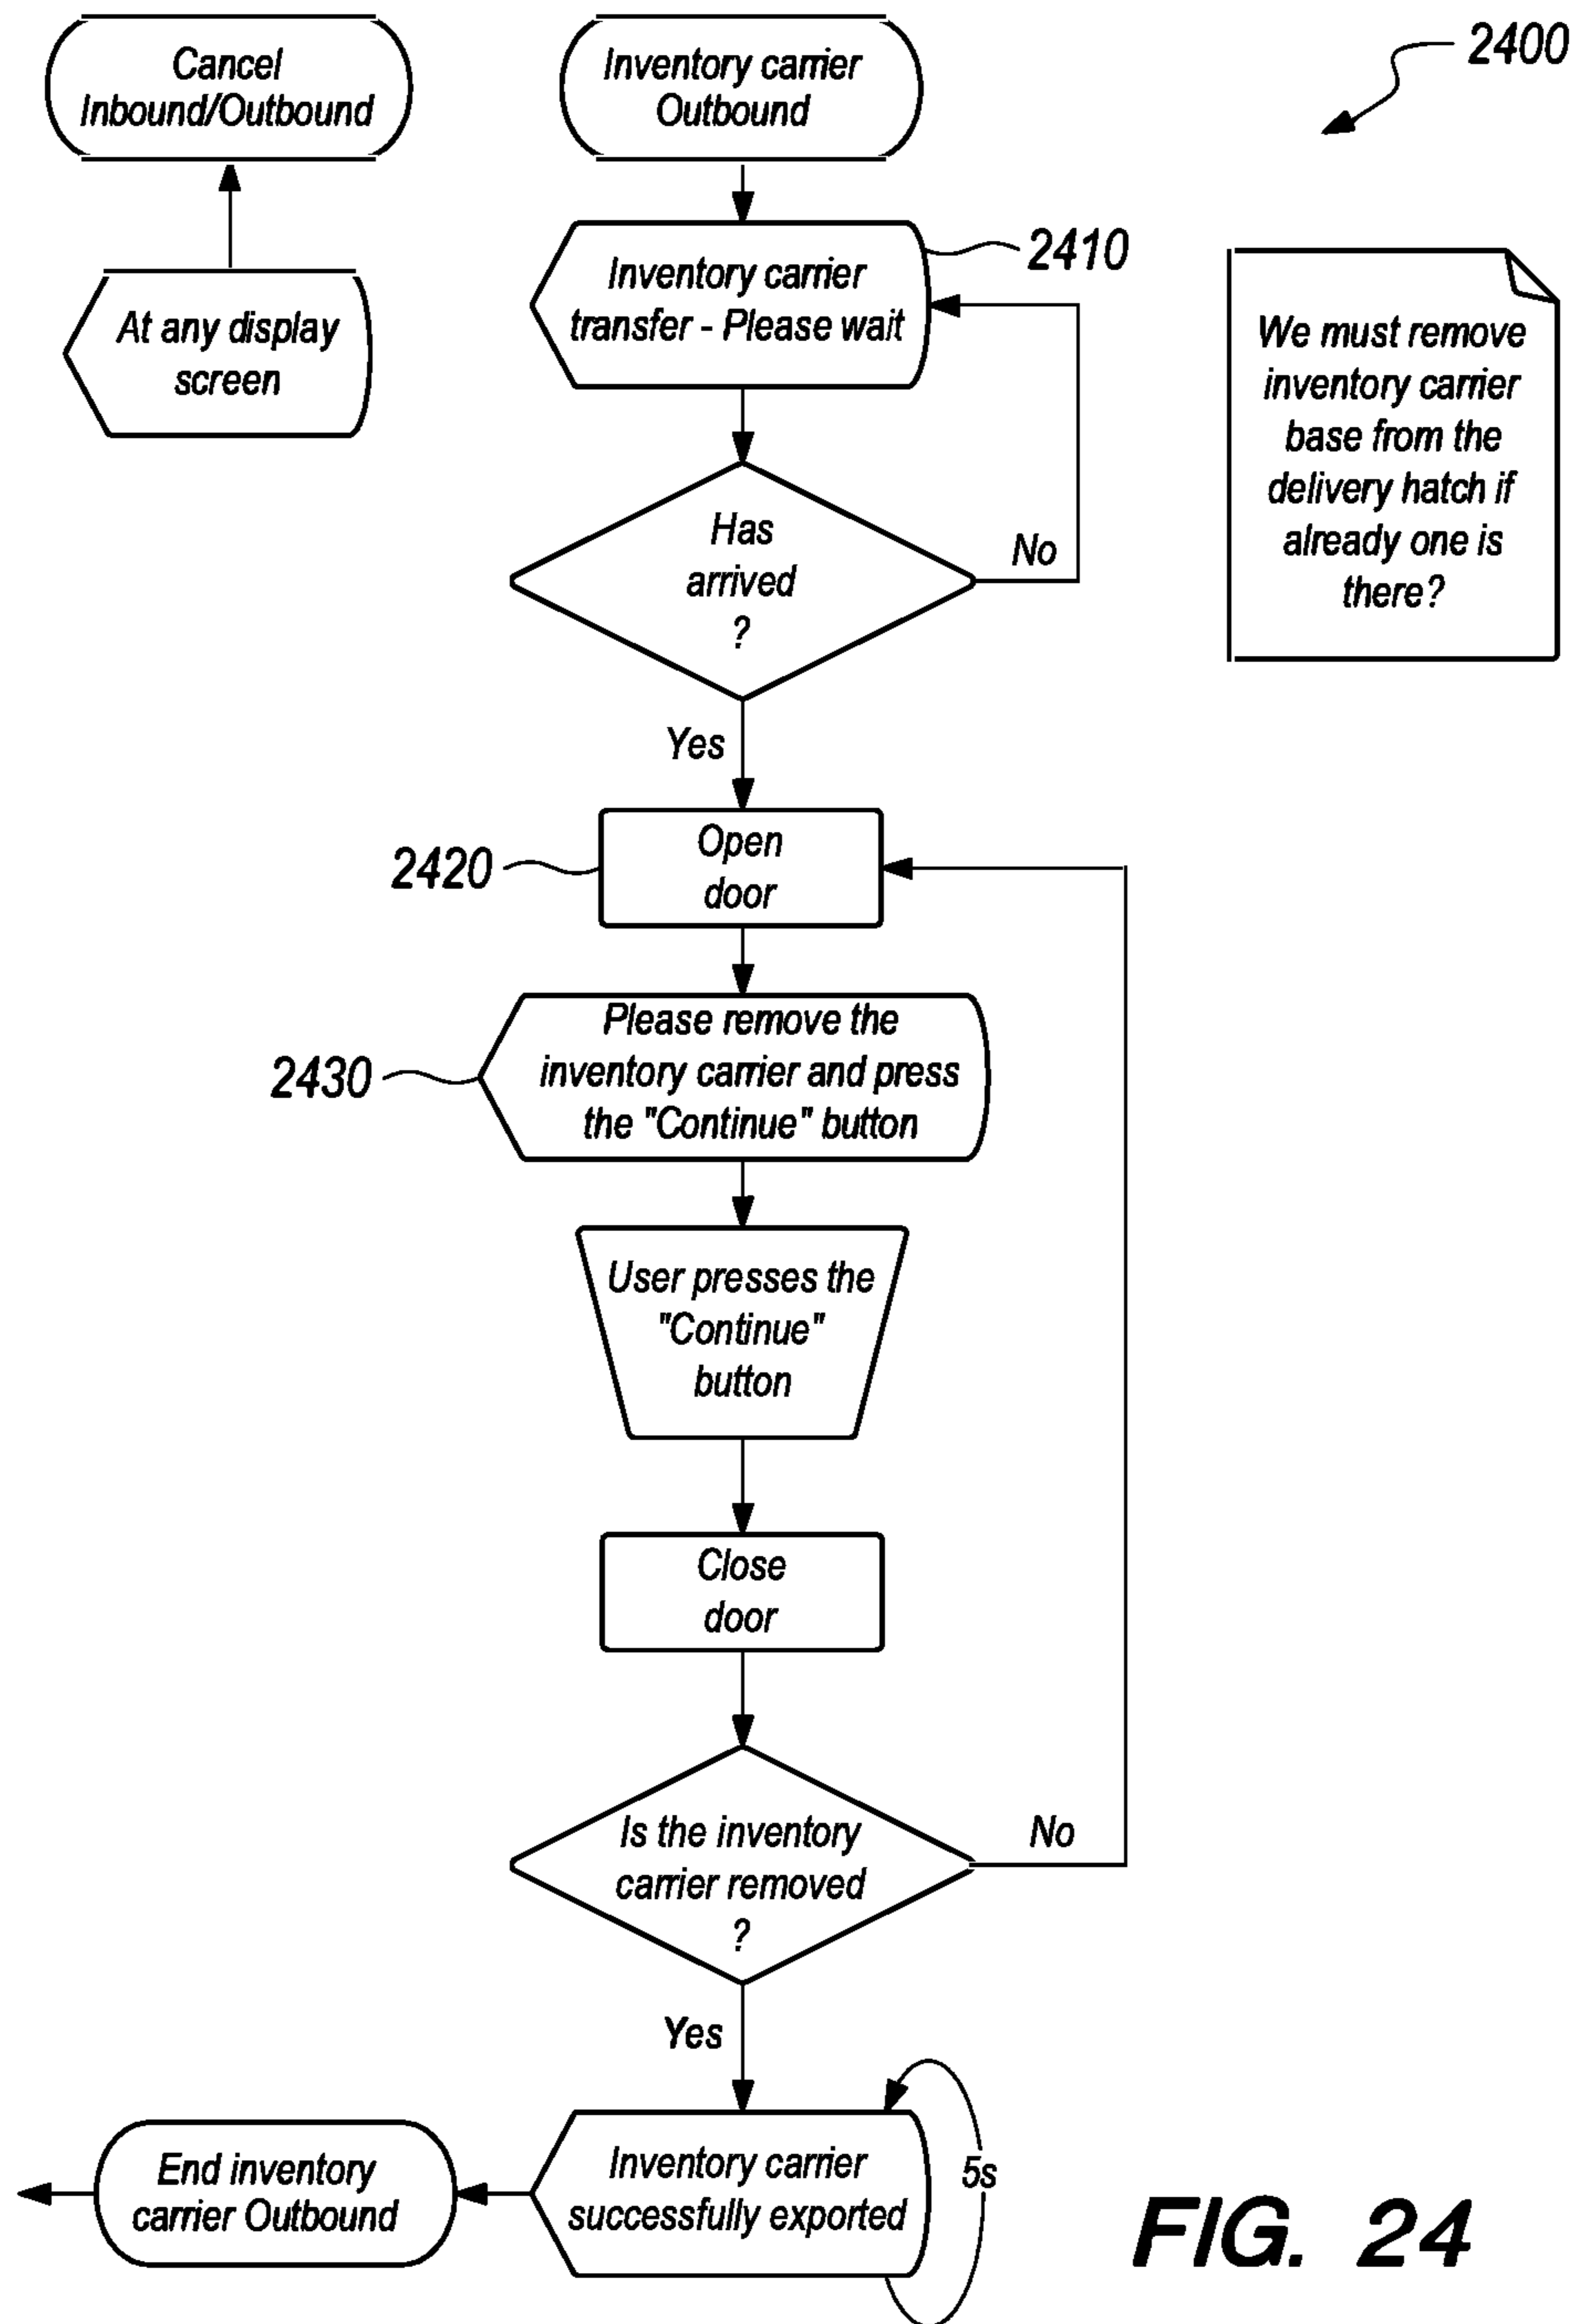 Cancel
Inbound/Outbound
At any display
screen
Inventory carrier
Outbound
2400
Inventory carrier
transfer - Please wait
2410
We must remove
inventory carrier
base from the
delivery hatch if
already one is
there?
Has
arrived
?
No
Yes
Open
door
2420
Please remove the
inventory carrier and press
the "Continue" button
2430
User presses the
"Continue"
button
Close
door
Is the inventory
carrier removed
?
No
Yes
Inventory carrier
successfully exported
5s
End inventory
carrier Outbound
FIG. 24